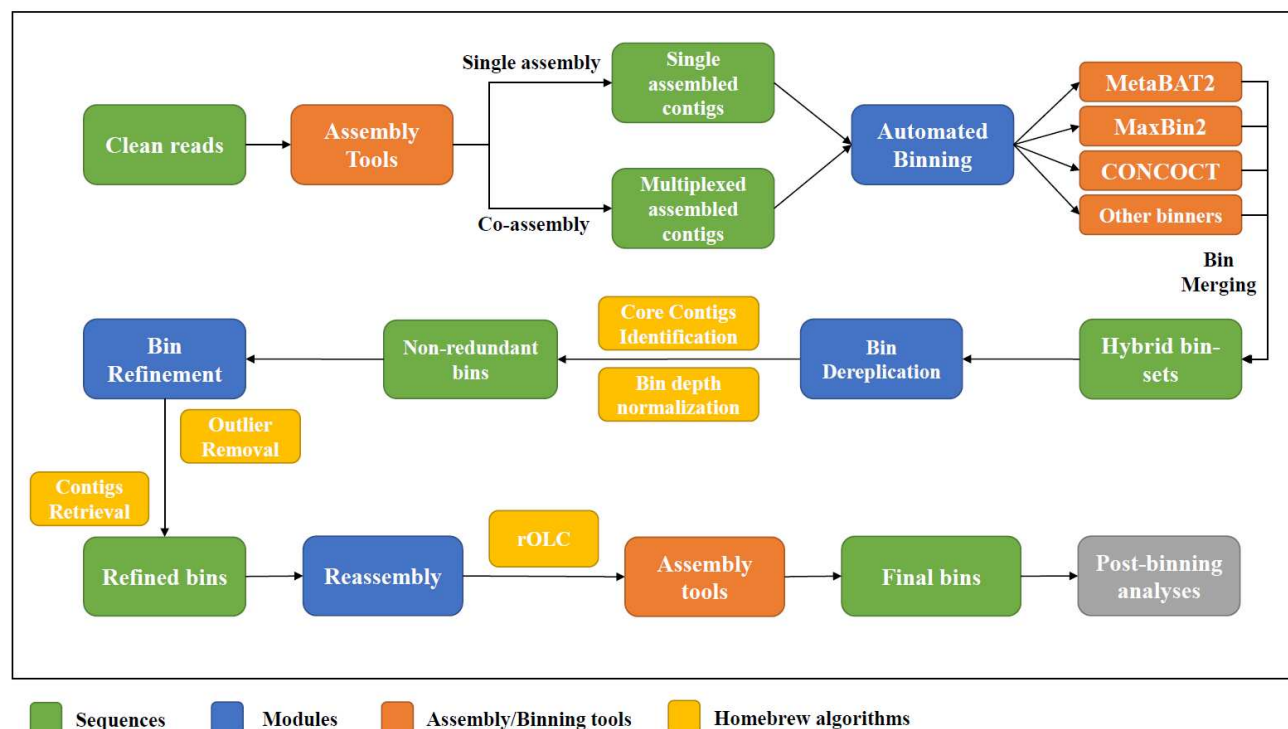 Single assembly
Single
assembled
contigs
Clean reads
Assembly
Tools
Co-assembly
Multiplexed
assembled
contigs
Automated
Binning
MetaBAT2
MaxBin2
CONCOCT
Other binners
Bin
Merging
Hybrid bin-
sets
Bin
Dereplication
Core Contigs
Identification
Bin depth
normalization
Non-redundant
bins
Bin
Refinement
Outlier
Removal
Contigs
Retrieval
Refined bins
Reassembly
rOLC
Assembly
tools
Final bins
Post-binning
analyses
Sequences
Modules
Assembly/Binning tools
Homebrew algorithms